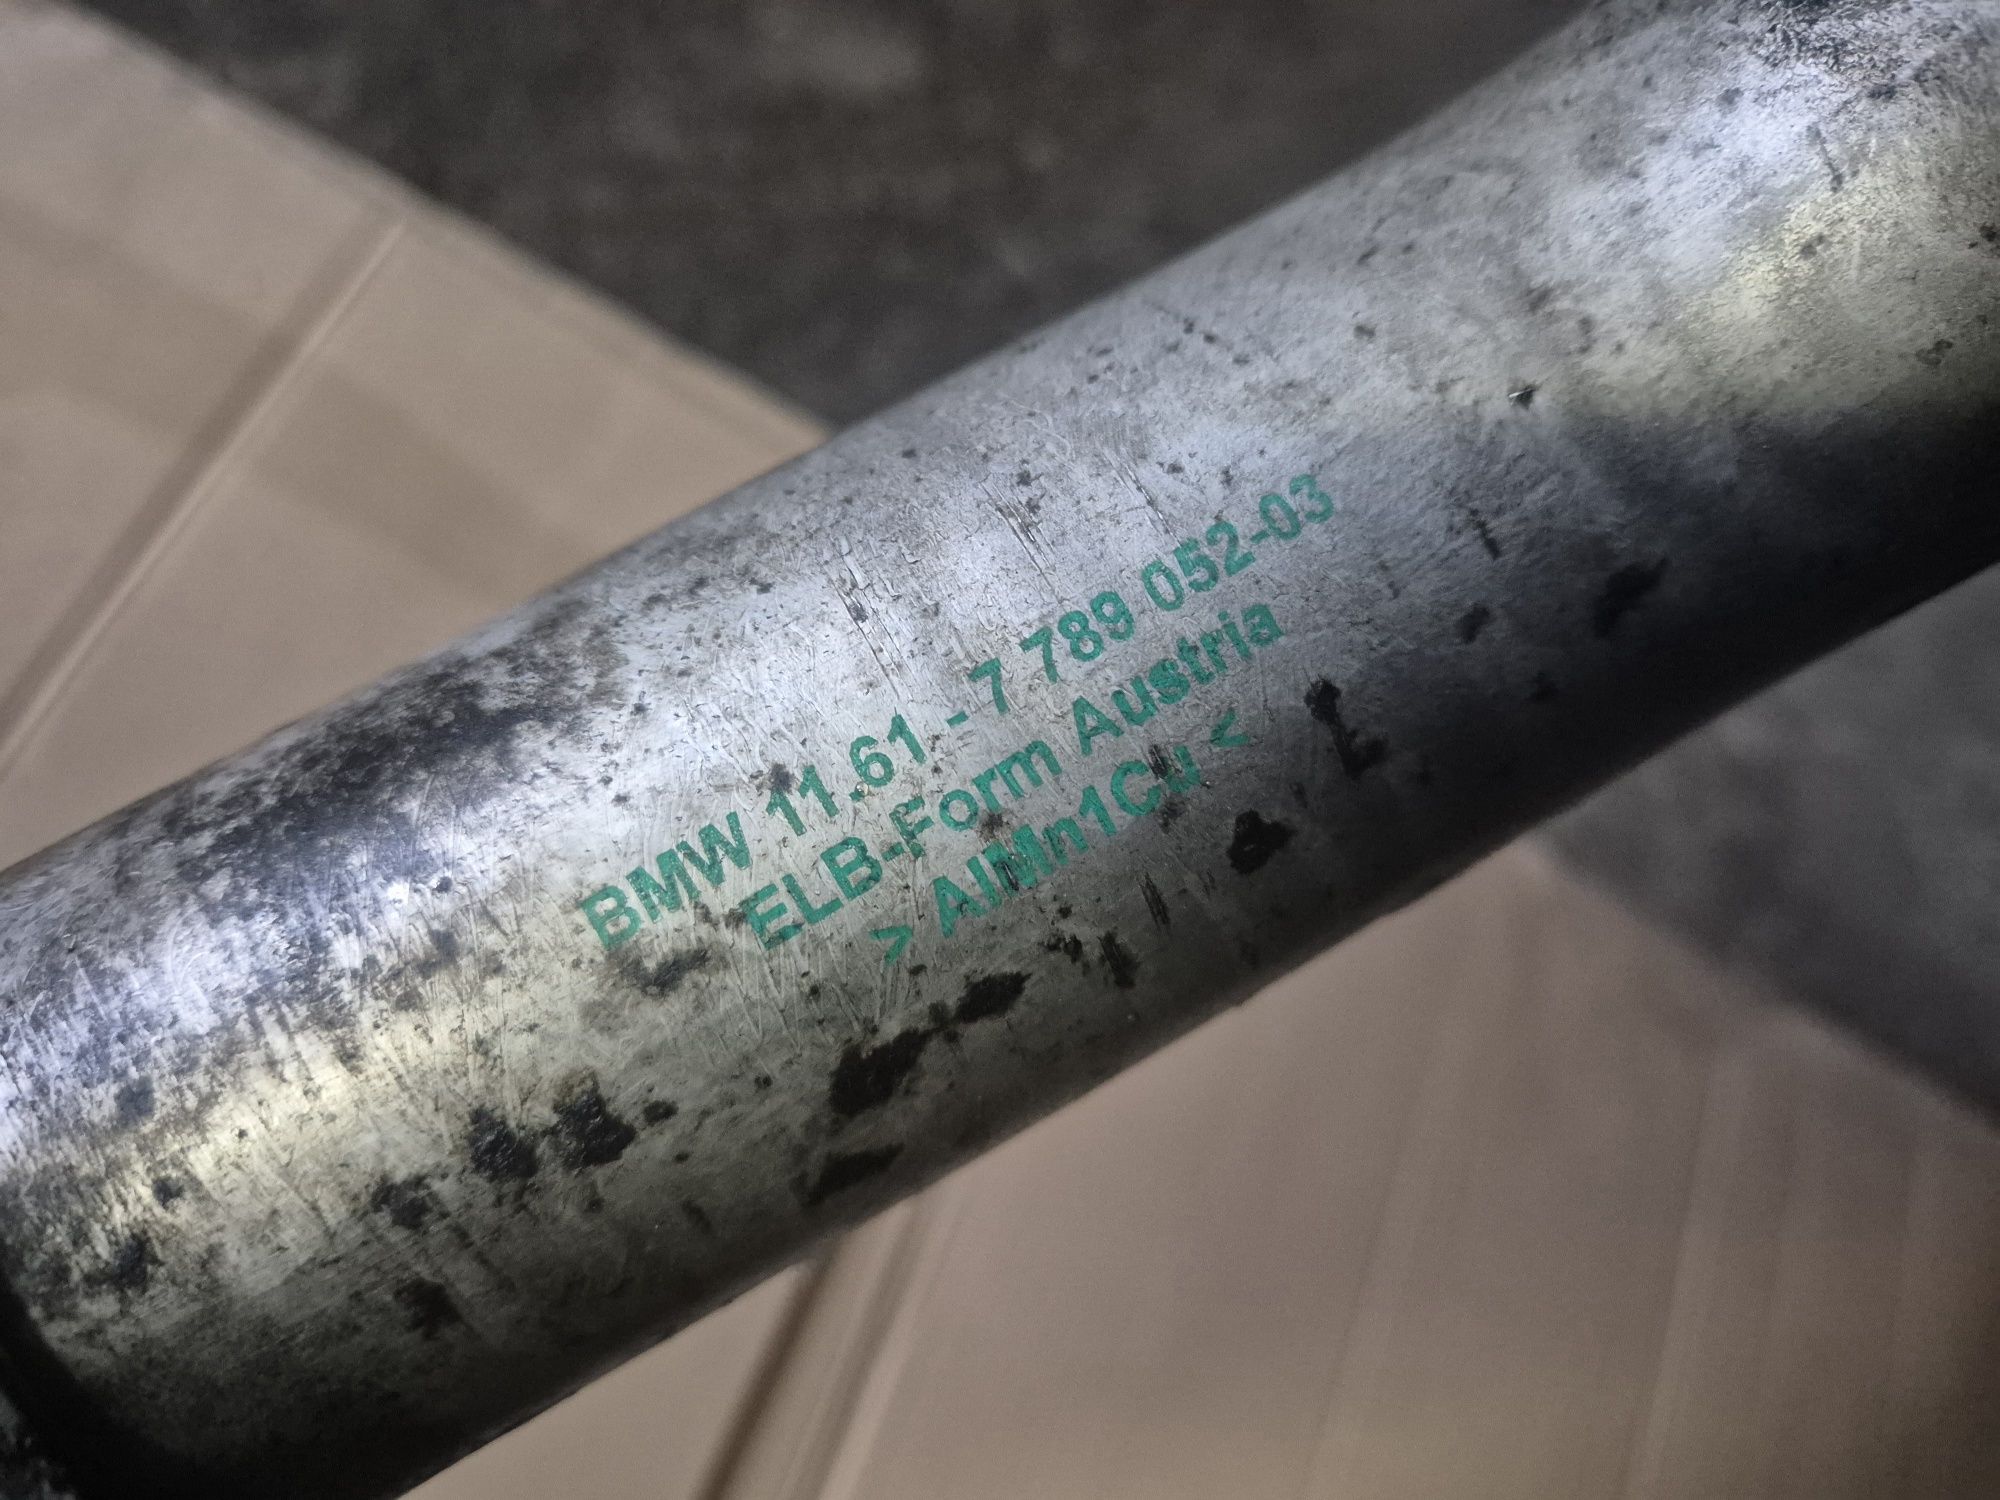 BMW 11.61 - 7 789 052-03
ELB-Form Austria
> AlMn1Cu <